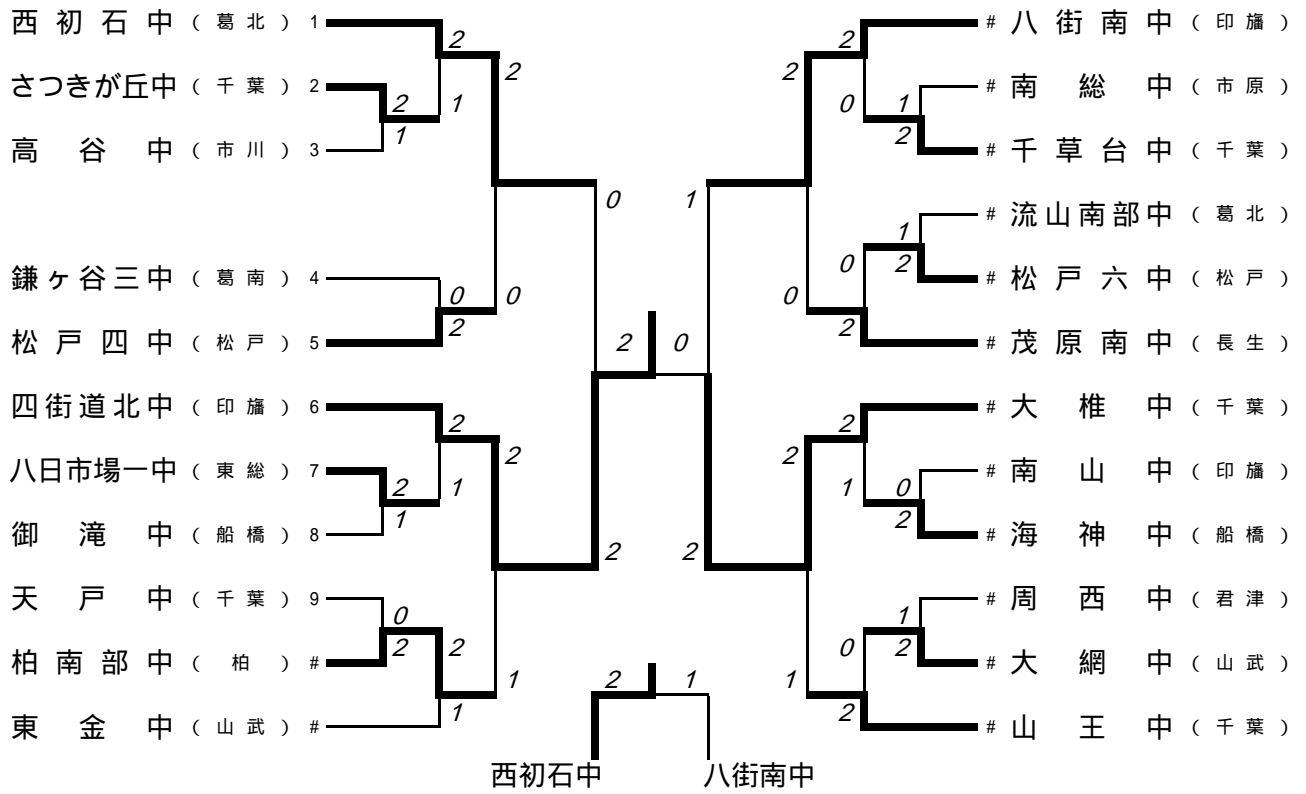 西初石中 （葛北） 1
さつきが丘中 （千葉） 2
高谷中 （市川） 3
鎌ヶ谷三中 （葛南） 4
松戸四中 （松戸） 5
四街道北中 （印旛） 6
八日市場一中 （東総） 7
御滝中 （船橋） 8
天戸中 （千葉） 9
柏南部中 （柏） #
東金中 （山武） #
2
2
2
1
1
0
0
0
2
2
2
2
1
1
2
0
2
2
1
1
2 0
2 1
西初石中 八街南中
2
2
0
1
2
1
1
0
2
0
2
2
2
1
0
2
2
1
0
2
1
2
# 八街南中 （印旛）
# 南総中 （市原）
# 千草台中 （千葉）
# 流山南部中 （葛北）
# 松戸六中 （松戸）
# 茂原南中 （長生）
# 大椎中 （千葉）
# 南山中 （印旛）
# 海神中 （船橋）
# 周西中 （君津）
# 大網中 （山武）
# 山王中 （千葉）